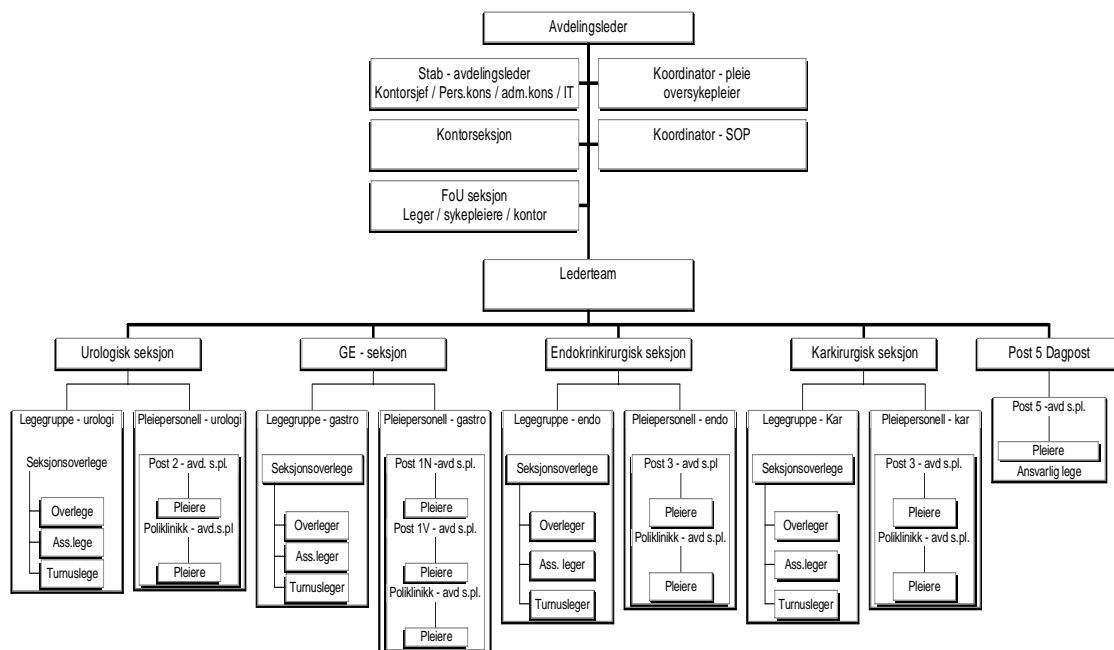 Avdelingsleder
Stab - avdelingsleder
Kontorsjef / Pers.kons / adm.kons / IT
Koordinator - pleie
oversykepleier
Kontorseksjon
Koordinator - SOP
FoU seksjon
Leger / sykepleiere / kontor
Lederteam
Urologisk seksjon
GE - seksjon
Endokrinkirurgisk seksjon
Karkirurgisk seksjon
Post 5 Dagpost
Legegruppe - urologi
Seksjonsoverlege
Overlege
Ass.lege
Turnuslege
Pleiepersonell - urologi
Post 2 - avd. s.pl.
Pleiere
Poliklinikk - avd.s.pl
Pleiere
Legegruppe - gastro
Seksjonsoverlege
Overleger
Ass.leger
Turnusleger
Pleiepersonell - gastro
Post 1N -avd s.pl.
Pleiere
Post 1V - avd s.pl.
Pleiere
Poliklinikk - avd s.pl.
Pleiere
Legegruppe - endo
Seksjonsoverlege
Overleger
Ass. leger
Turnusleger
Pleiepersonell - endo
Post 3 - avd s.pl
Pleiere
Poliklinikk - avd s.pl.
Pleiere
Legegruppe - Kar
Seksjonsoverlege
Overleger
Ass.leger
Turnusleger
Pleiepersonell - kar
Post 3 - avd s.pl.
Pleiere
Poliklinikk - avd s.pl.
Pleiere
Post 5 -avd s.pl.
Pleiere
Ansvarlig lege